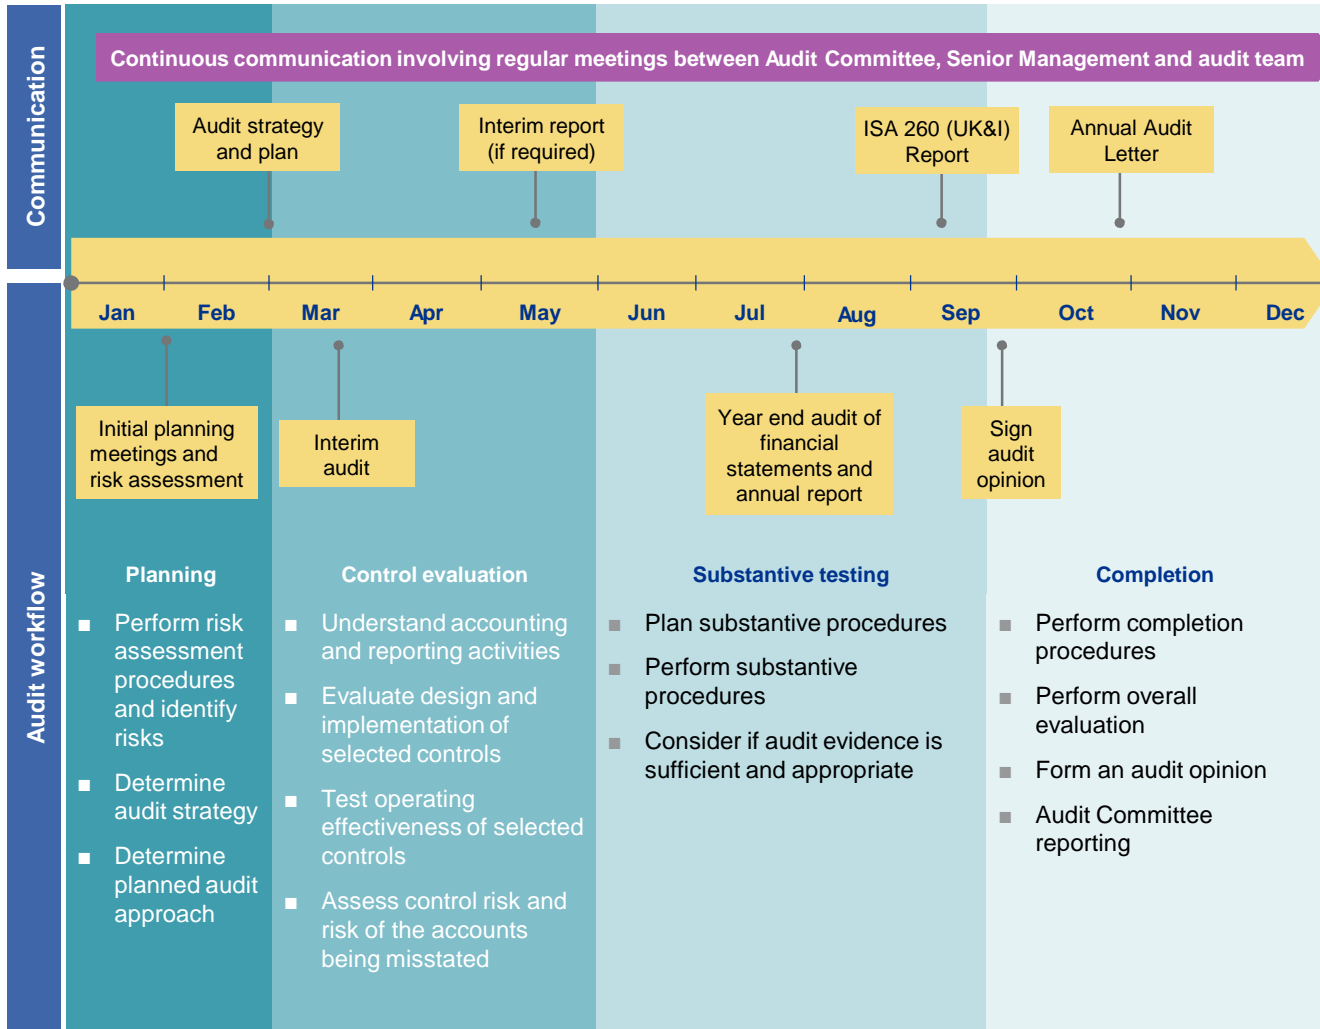 Communication
Continuous communication involving regular meetings between Audit Committee, Senior Management and audit team
Audit strategy
and plan
Interim report
(if required)
ISA 260 (UK&I)
Report
Annual Audit
Letter
Jan Feb Mar Apr May Jun Jul Aug Sep Oct Nov Dec
Audit workflow
Initial planning
meetings and
risk assessment
Interim
audit
Year end audit of
financial
statements and
annual report
Sign
audit
opinion
Planning
■ Perform risk
assessment
procedures
and identify
risks
■ Determine
audit strategy
■ Determine
planned audit
approach
Control evaluation
■ Understand accounting
and reporting activities
■ Evaluate design and
implementation of
selected controls
■ Test operating
effectiveness of selected
controls
■ Assess control risk and
risk of the accounts
being misstated
Substantive testing
■ Plan substantive procedures
■ Perform substantive
procedures
■ Consider if audit evidence is
sufficient and appropriate
Completion
■ Perform completion
procedures
■ Perform overall
evaluation
■ Form an audit opinion
■ Audit Committee
reporting